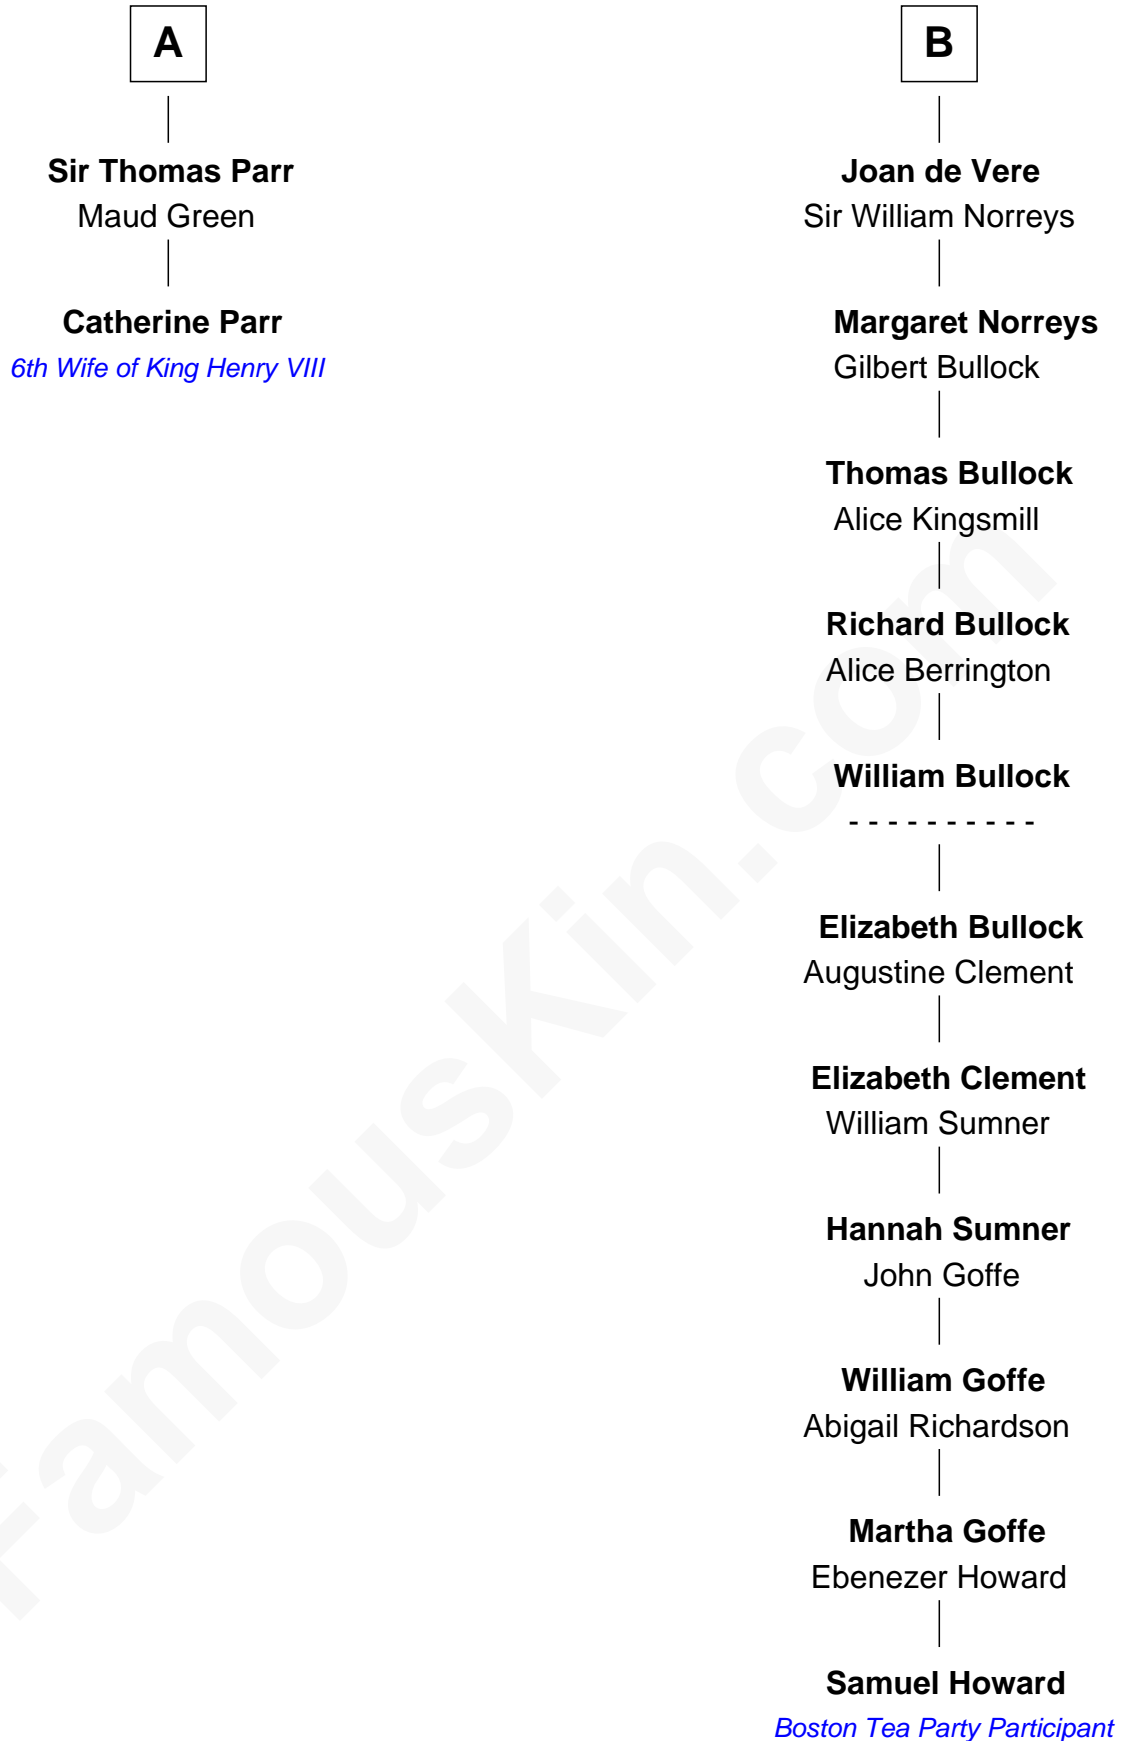 A
Sir Thomas Parr
Maud Green
Catherine Parr
6th Wife of King Henry VIII
B
Joan de Vere
Sir William Norreys
Margaret Norreys
Gilbert Bullock
Thomas Bullock
Alice Kingsmill
Richard Bullock
Alice Berrington
William Bullock
- - - - - - - - - -
Elizabeth Bullock
Augustine Clement
Elizabeth Clement
William Sumner
Hannah Sumner
John Goffe
William Goffe
Abigail Richardson
Martha Goffe
Ebenezer Howard
Samuel Howard
Boston Tea Party Participant
FamousKin.com